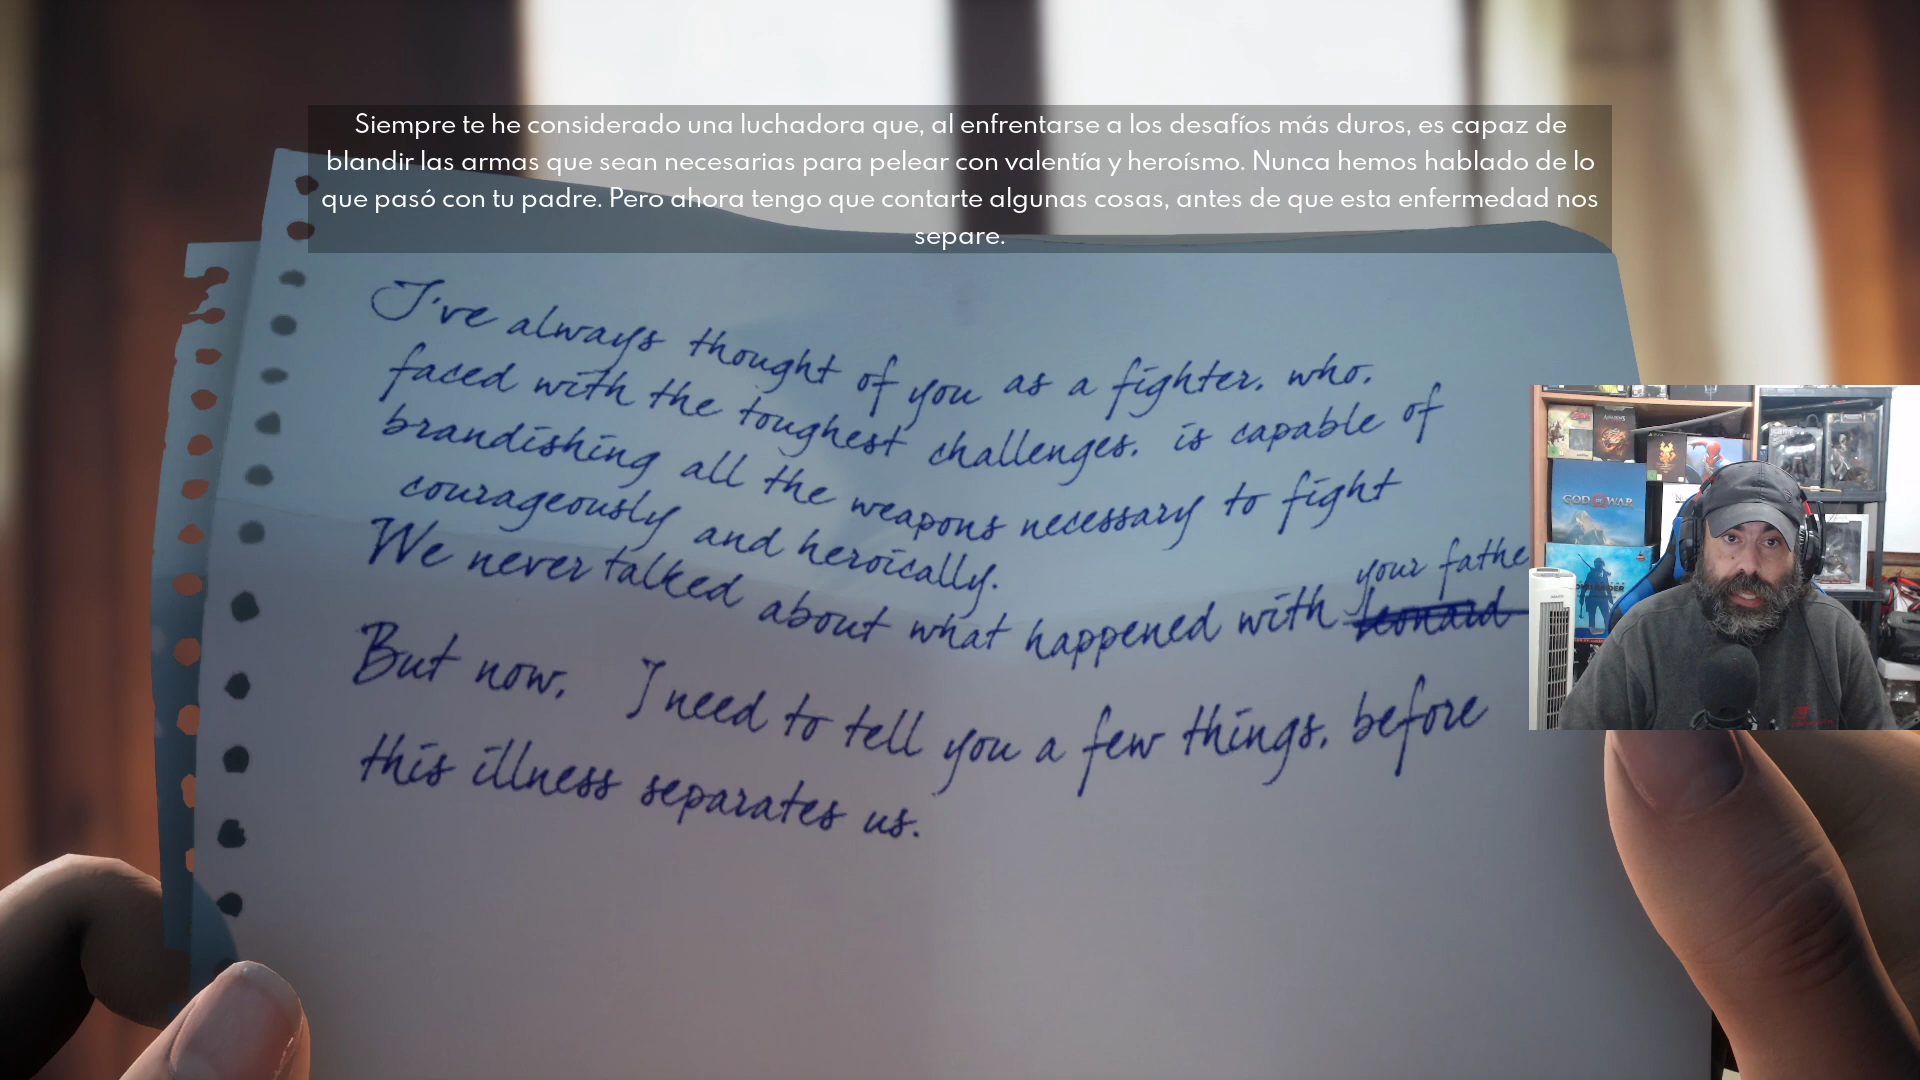 Siempre te he considerado una luchadora que, al enfrentarse a los desafíos más duros, es capaz de
blandir las armas que sean necesarias para pelear con valentía y heroísmo. Nunca hemos hablado de lo
que pasó con tu padre. Pero ahora tengo que contarte algunas cosas, antes de que esta enfermedad nos
separe.
I've always thought of you as a fighter, who,
faced with the toughest challenges, is capable of
brandishing all the weapons necessary to fight
courageously and heroically.
your fathe
We never talked about what happened with Leonard
But now, I need to tell you a few things, before
this illness separates us.
GOD OF WAR